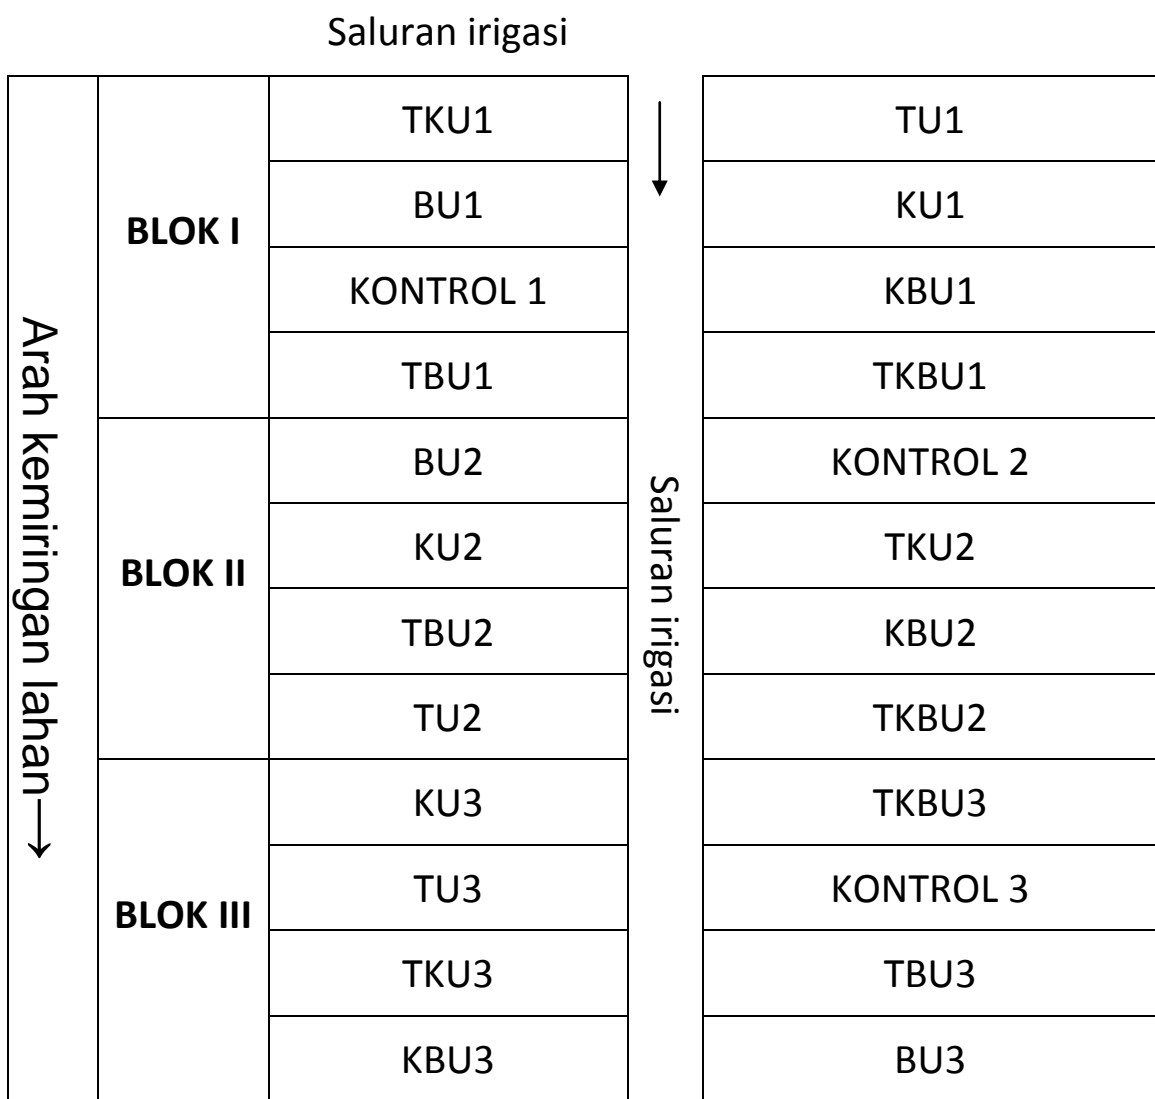 Saluran irigasi
Arah kemiringan lahan→
BLOK I
TKU1
TU1
BU1
KU1
KONTROL 1
KBU1
TBU1
TKBU1
Saluran irigasi
BLOK II
BU2
KONTROL 2
KU2
TKU2
TBU2
KBU2
TU2
TKBU2
BLOK III
KU3
TKBU3
TU3
KONTROL 3
TKU3
TBU3
KBU3
BU3